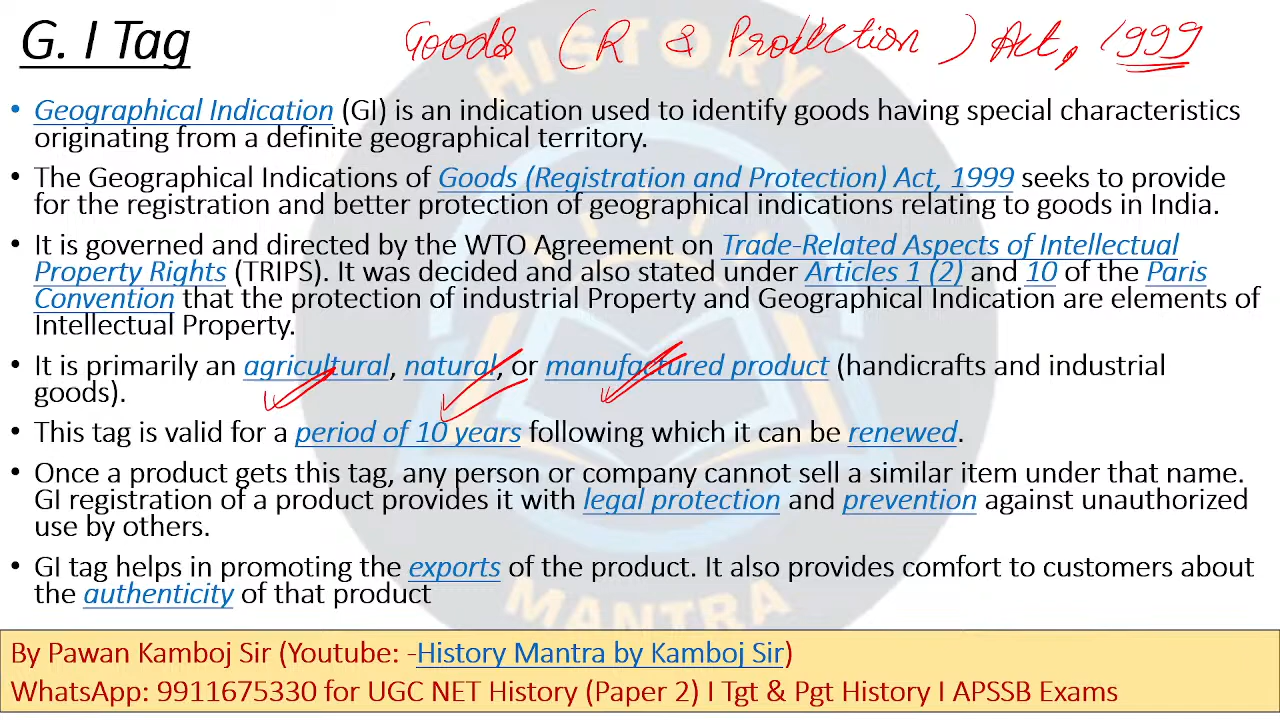 G. I Tag
Goods (R & Protection) Act, 1999
• Geographical Indication (GI) is an indication used to identify goods having special characteristics
originating from a definite geographical territory.
• The Geographical Indications of Goods (Registration and Protection) Act, 1999 seeks to provide
for the registration and better protection of geographical indications relating to goods in India.
• It is governed and directed by the WTO Agreement on Trade-Related Aspects of Intellectual
Property Rights (TRIPS). It was decided and also stated under Articles 1 (2) and 10 of the Paris
Convention that the protection of industrial Property and Geographical Indication are elements of
Intellectual Property.
• It is primarily an agricultural, natural, or manufactured product (handicrafts and industrial
goods).
• This tag is valid for a period of 10 years following which it can be renewed.
• Once a product gets this tag, any person or company cannot sell a similar item under that name.
GI registration of a product provides it with legal protection and prevention against unauthorized
use by others.
• GI tag helps in promoting the exports of the product. It also provides comfort to customers about
the authenticity of that product
HISTORY
MANTRA
By Pawan Kamboj Sir (Youtube: -History Mantra by Kamboj Sir)
WhatsApp: 9911675330 for UGC NET History (Paper 2) I Tgt & Pgt History I APSSB Exams